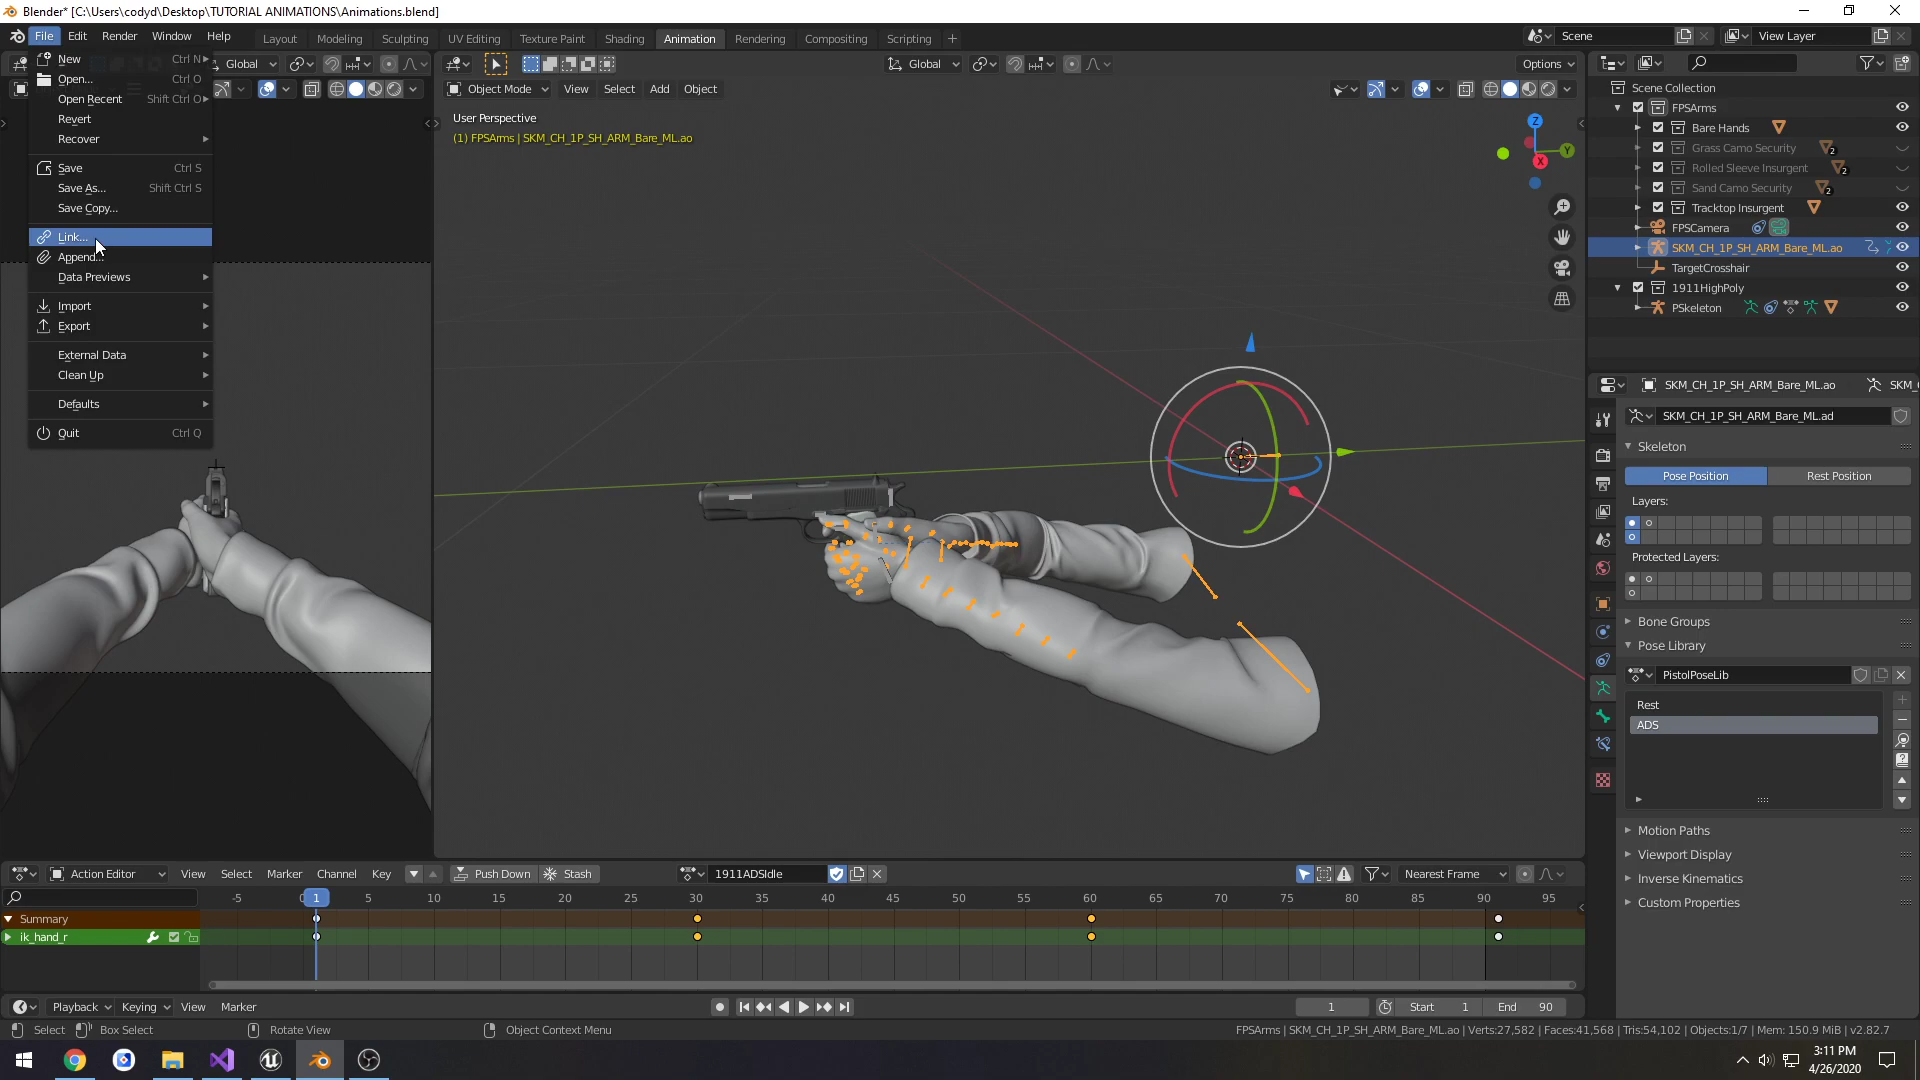 Blender* [C:\Users\codyd\Desktop\TUTORIAL ANIMATIONS\Animations.blend]
File Edit Render Window Help
Layout Modeling Sculpting UV Editing Texture Paint Shading Animation Rendering Compositing Scripting
Scene
View Layer
New Ctrl N
Open... Ctrl O
Open Recent Shift Ctrl O
Revert
Recover
Save Ctrl S
Save As... Shift Ctrl S
Save Copy...
Link...
Append...
Data Previews
Import
Export
External Data
Clean Up
Defaults
Quit Ctrl Q
Global
Global
Options
Object Mode View Select Add Object
User Perspective
(1) FPSArms | SKM_CH_1P_SH_ARM_Bare_ML.ao
Z
Y
X
Scene Collection
FPSArms
Bare Hands
Grass Camo Security 2
Rolled Sleeve Insurgent 2
Sand Camo Security 2
Tracktop Insurgent
FPSCamera
SKM_CH_1P_SH_ARM_Bare_ML.ao
TargetCrosshair
1911HighPoly
PSkeleton
SKM_CH_1P_SH_ARM_Bare_ML.ao SKM_
SKM_CH_1P_SH_ARM_Bare_ML.ad
Skeleton
Pose Position Rest Position
Layers:
Protected Layers:
Bone Groups
Pose Library
PistolPoseLib
Rest
ADS
Motion Paths
Viewport Display
Inverse Kinematics
Custom Properties
Action Editor View Select Marker Channel Key Push Down Stash 1911ADSIdle Nearest Frame
-5 0 1 5 10 15 20 25 30 35 40 45 50 55 60 65 70 75 80 85 90 95
Summary
ik_hand_r
Playback Keying View Marker
1 Start 1 End 90
Select Box Select Rotate View Object Context Menu
FPSArms | SKM_CH_1P_SH_ARM_Bare_ML.ao | Verts:27,582 | Faces:41,568 | Tris:54,102 | Objects:1/7 | Mem: 150.9 MiB | v2.82.7
3:11 PM
4/26/2020